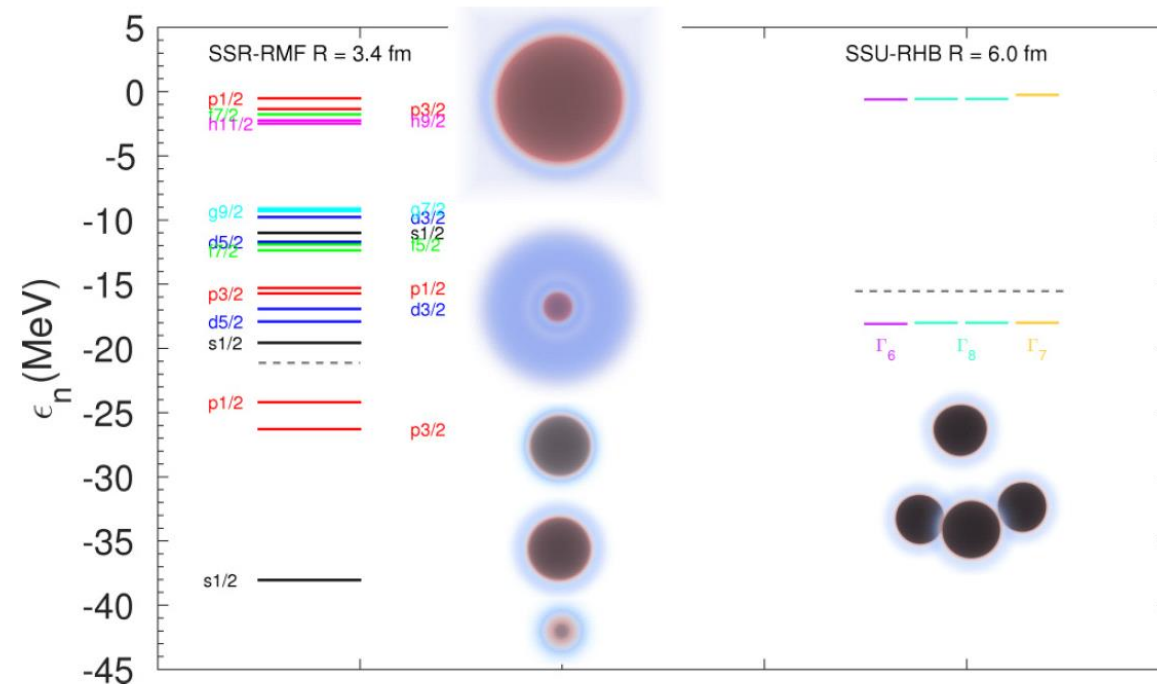 5
0
-5
-10
-15
-20
-25
-30
-35
-40
-45
ϵn(MeV)
SSR-RMF R = 3.4 fm
SSU-RHB R = 6.0 fm
p1/2
p3/2
f7/2
h11/2
h9/2
g9/2
g7/2
d3/2
s1/2
d5/2
f5/2
f7/2
p3/2
p1/2
d3/2
d5/2
s1/2
p1/2
p3/2
s1/2
Γ6 Γ8 Γ7